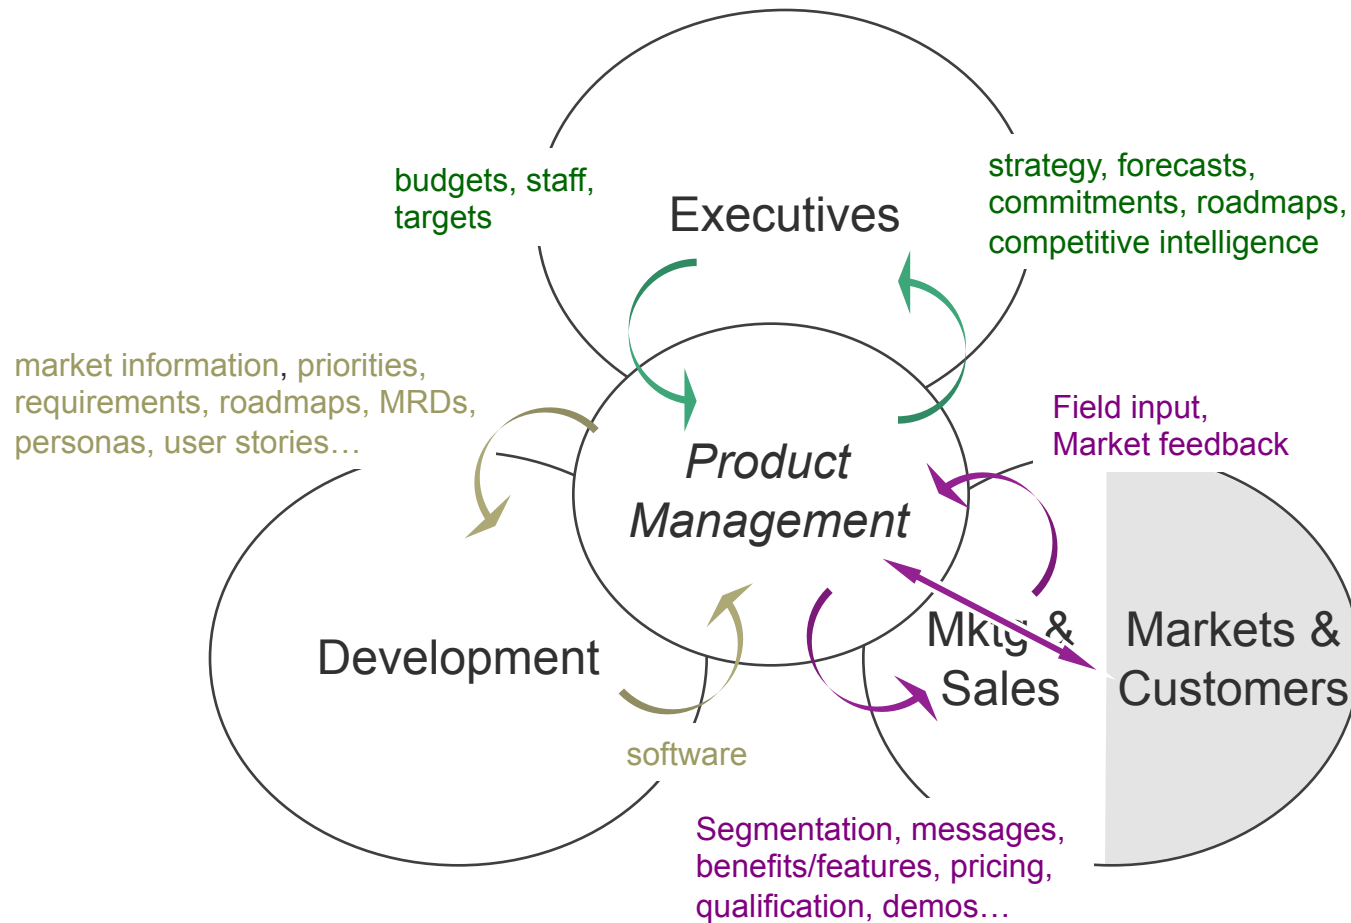 budgets, staff,
targets
Executives
strategy, forecasts,
commitments, roadmaps,
competitive intelligence
market information, priorities,
requirements, roadmaps, MRDs,
personas, user stories…
Field input,
Market feedback
Product
Management
Development
Mktg &
Sales
Markets &
Customers
software
Segmentation, messages,
benefits/features, pricing,
qualification, demos…